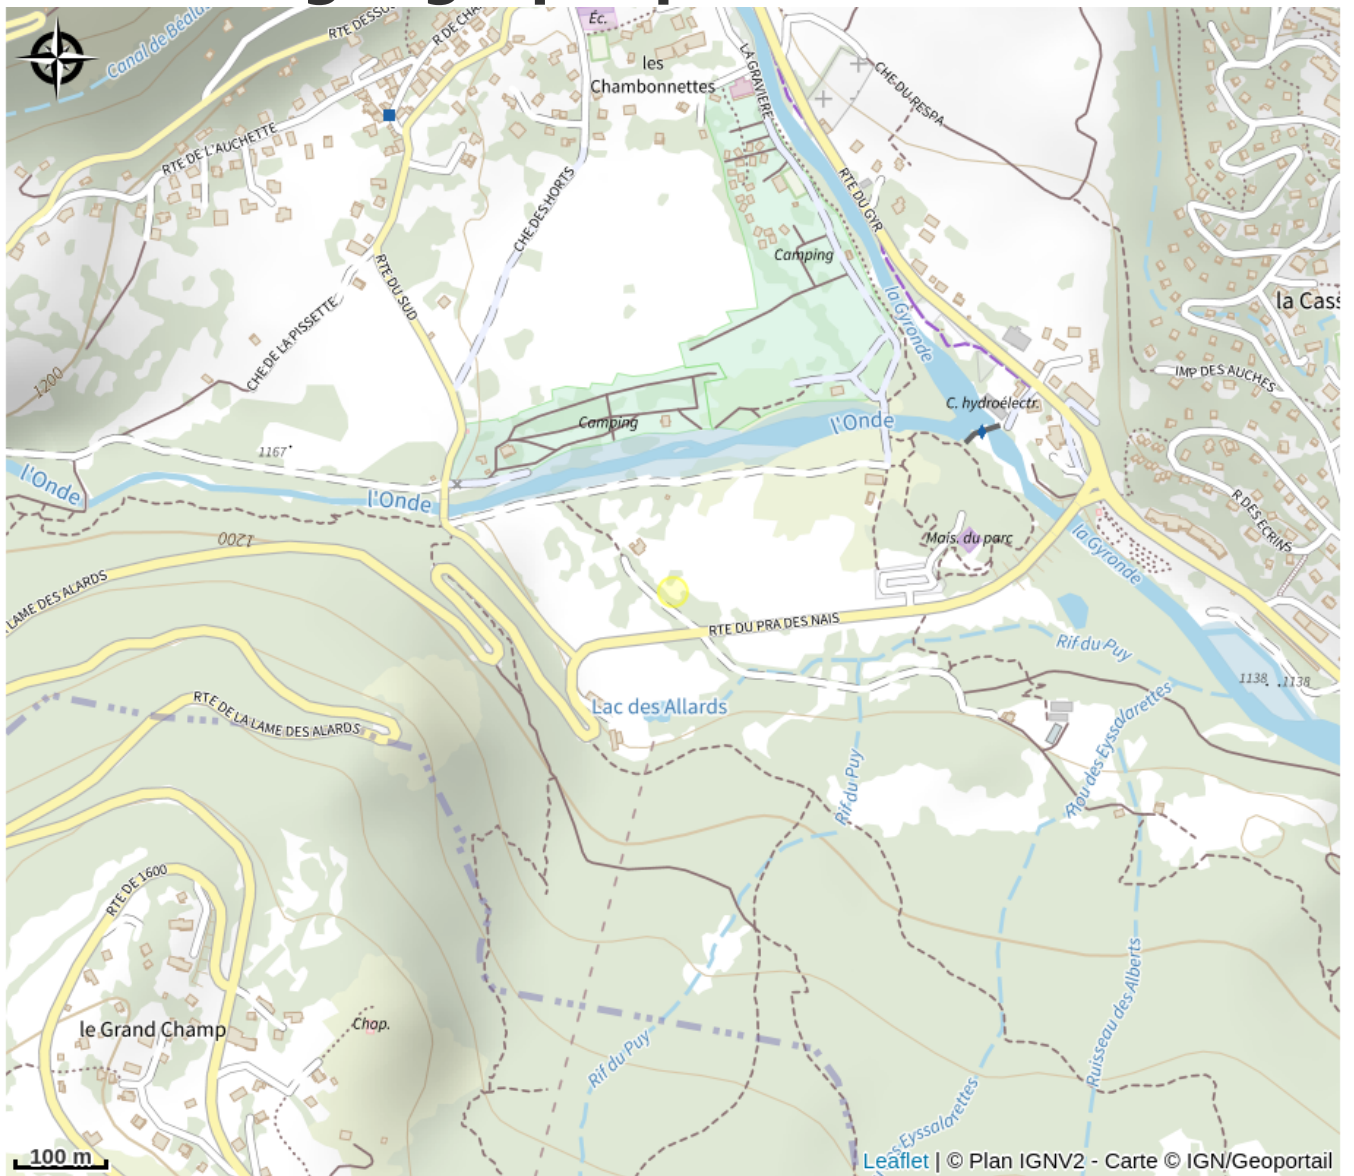 Éc.
Canal de Béalda
RTE DESSUS
R DE CHA
les
Chambonnettes
LA GRAVIERE
CHE DU RESPA
RTE DE L'AUCHETTE
CHE DES HORTS
RTE DU GYR
Camping
RTE DU SUD
la Gyronde
la Cass
CHE DE LA PISSETTE
1200
IMP DES AUCHES
C. hydroélectr.
Camping
l'Onde
1167
l'Onde
l'Onde
R DES ECRINS
1200
Mais. du parc
la Gyronde
LAME DES ALARDS
RTE DU PRA DES NAIS
Rif du Puy
1138
1138
RTE DE LA LAME DES ALARDS
Lac des Allards
Rif du Puy
Riou des Eyssalarettes
RTE DE 1600
le Grand Champ
Chap.
Rif du Puy
Ruisseau des Alberts
es Eyssalarettes
100 m
Leaflet | © Plan IGNV2 - Carte © IGN/Geoportail